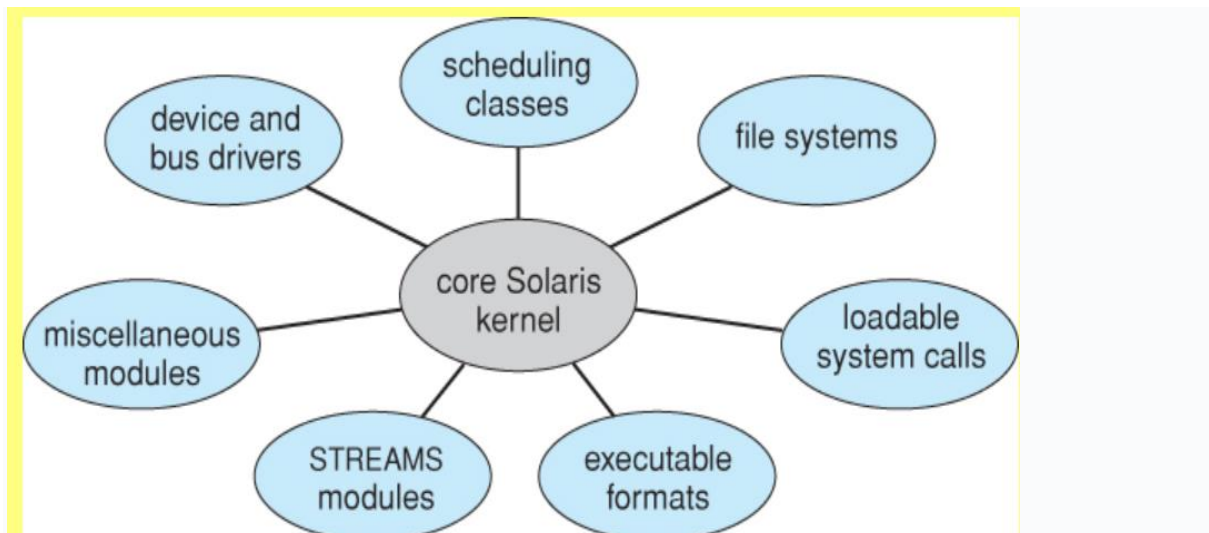 scheduling
classes
device and
bus drivers
file systems
core Solaris
kernel
miscellaneous
modules
loadable
system calls
STREAMS
modules
executable
formats